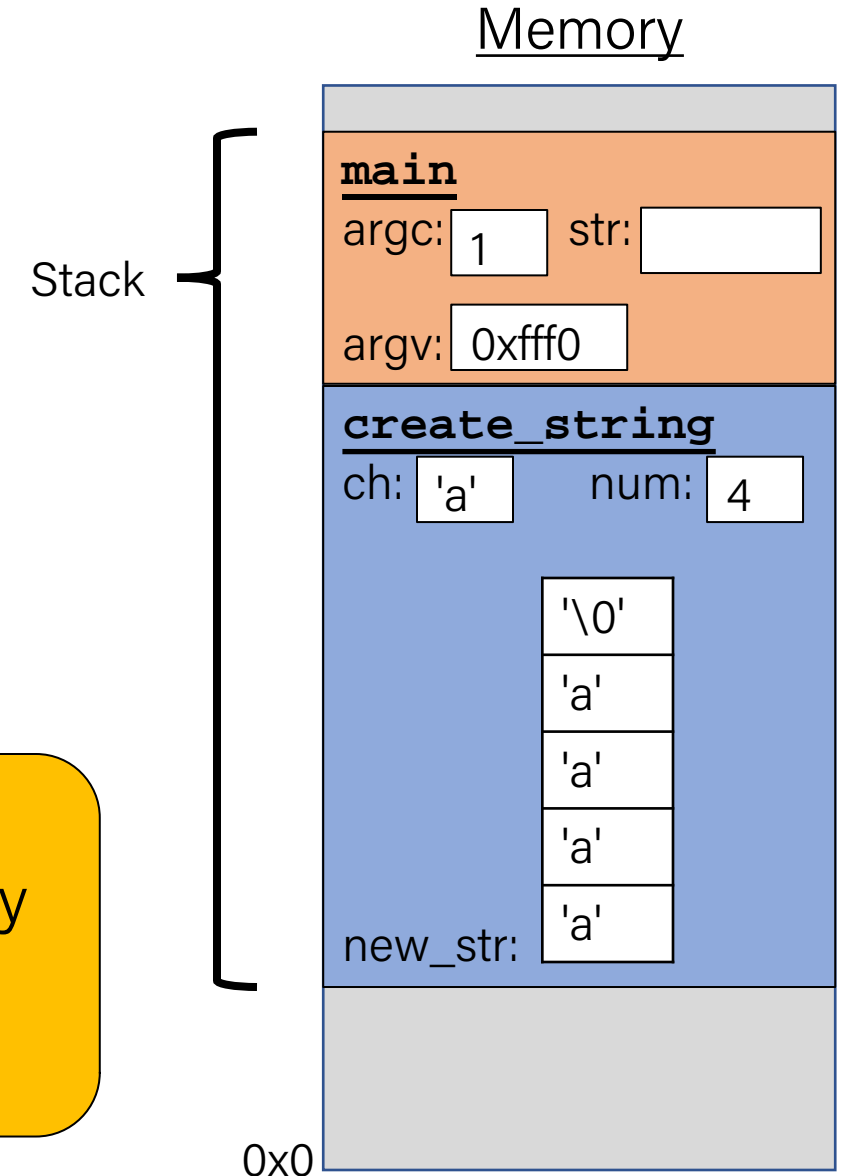 Memory
main
argc: 1 str:
Stack
argv: 0xfff0
create_string
ch: 'a' num: 4
'\0'
'a'
'a'
'a'
new_str: 'a'
0x0